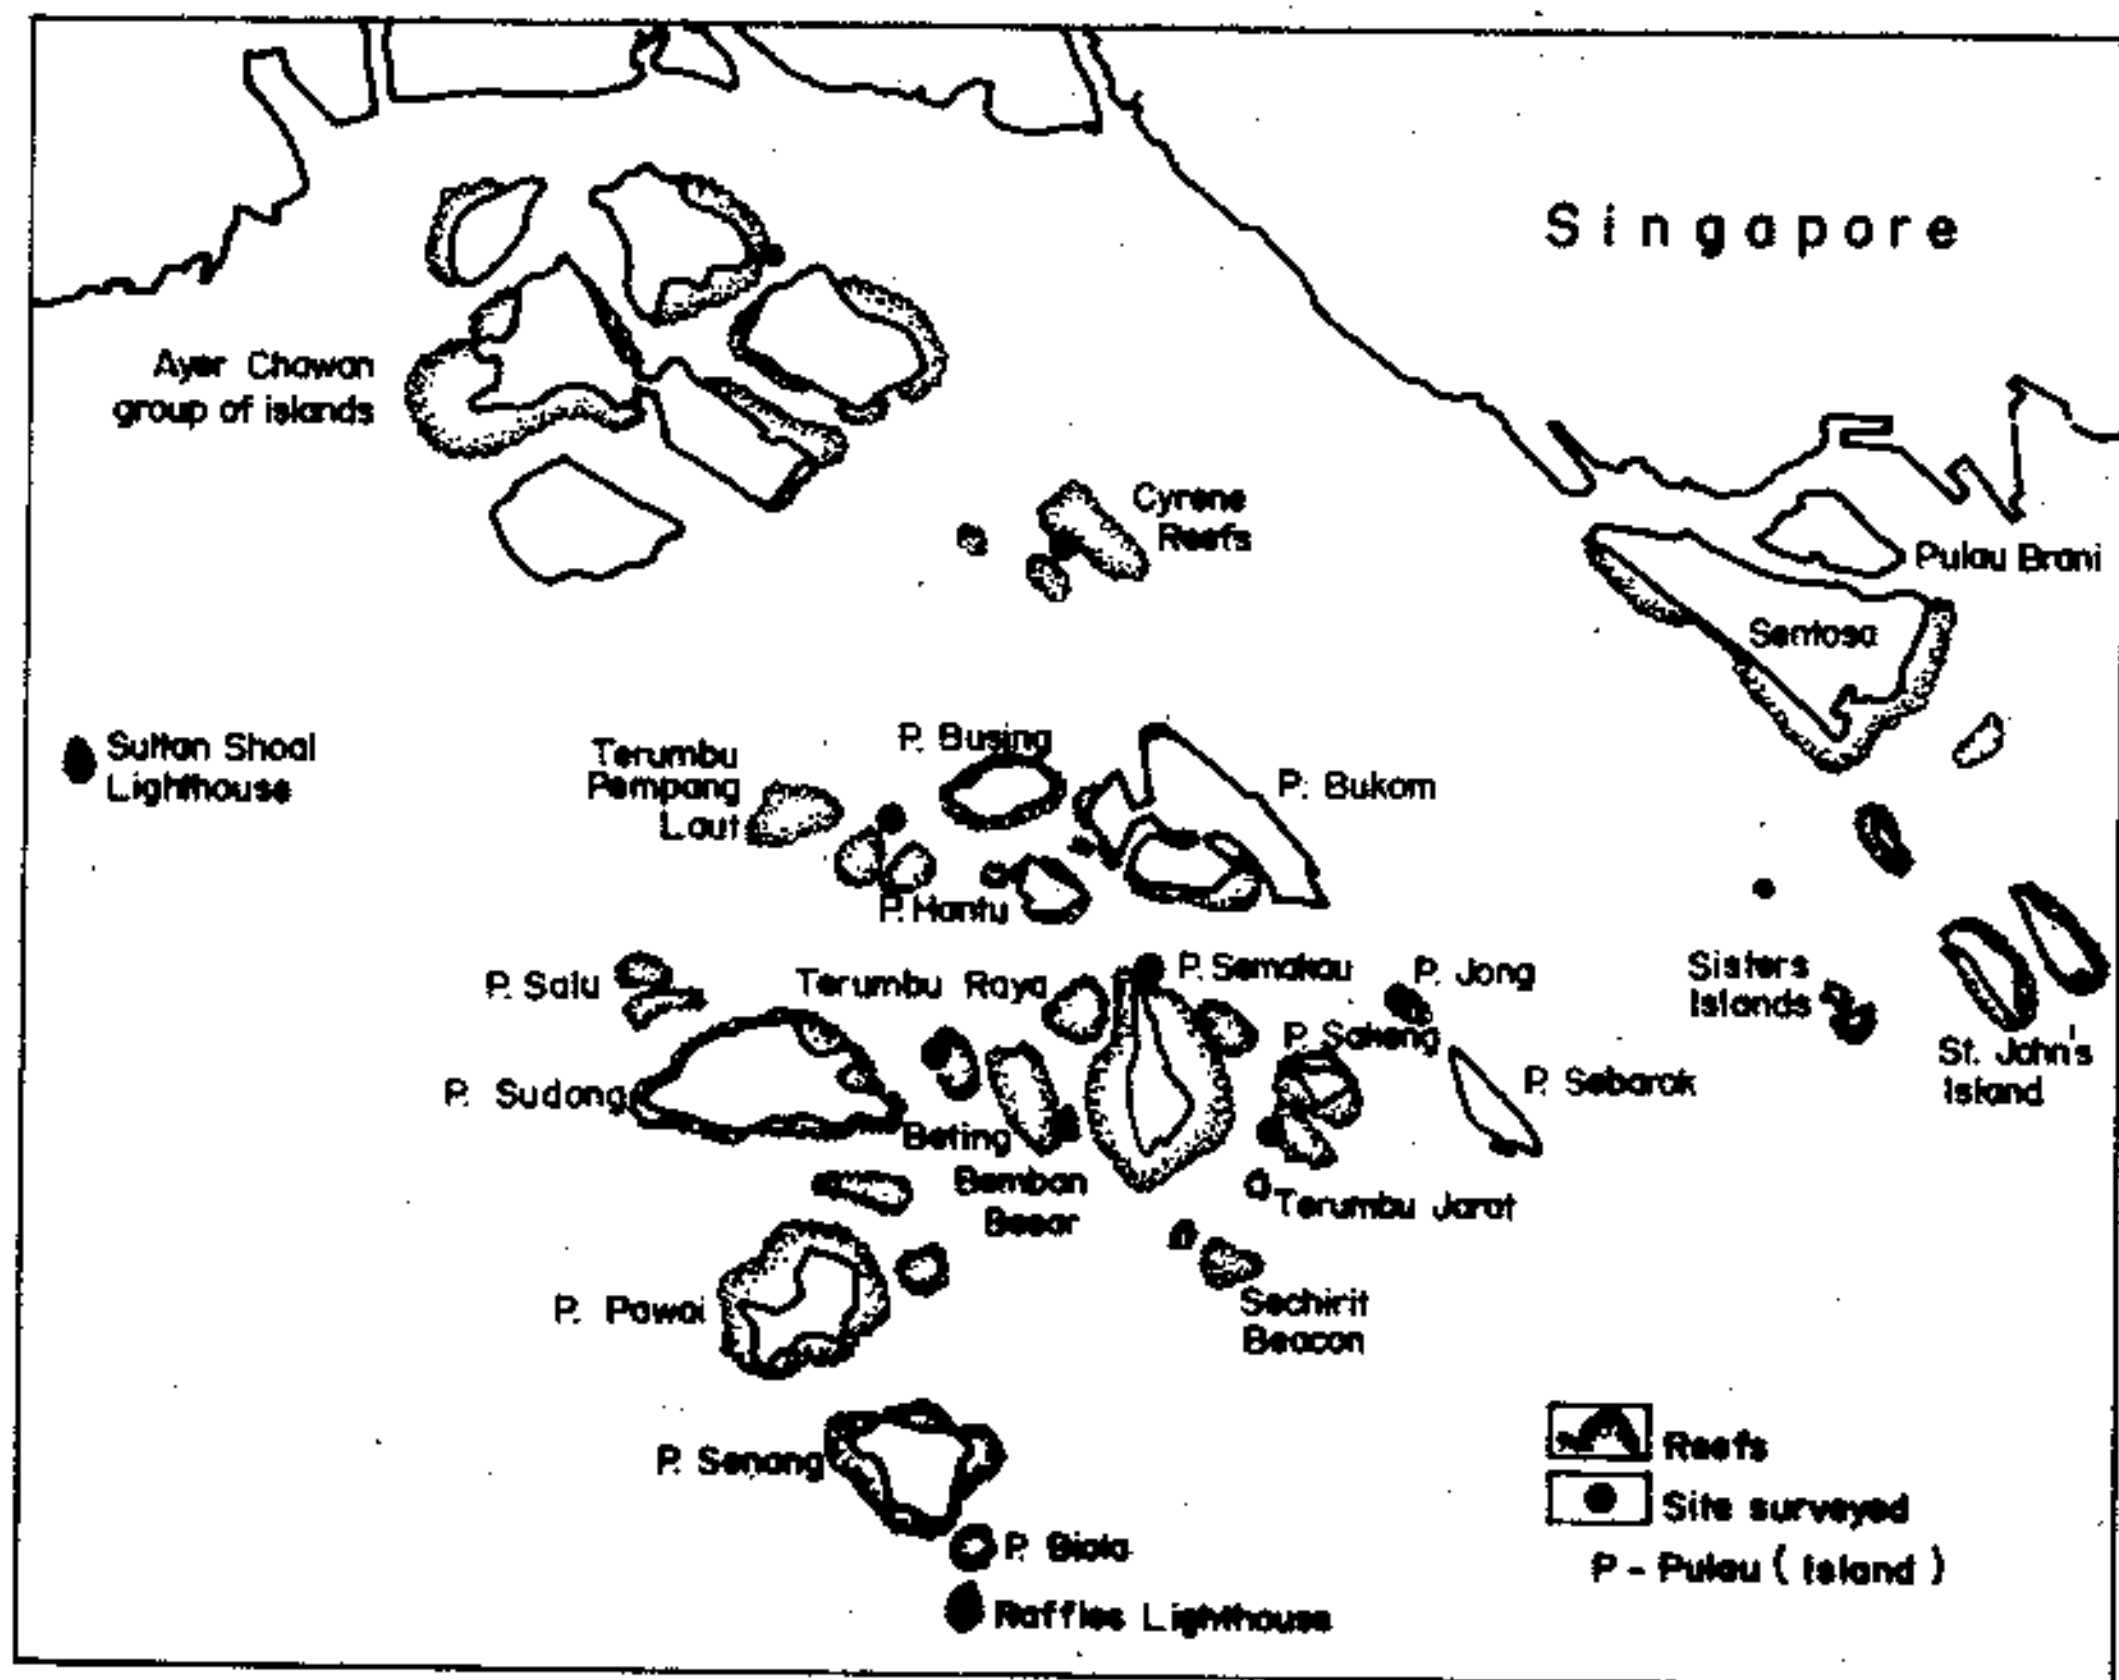 Singapore
Ayer Chawan
group of islands
Cyrene
Reefs
Pulau Brani
Sentosa
Sultan Shoal
Lighthouse
Terumbu
Pempang
Laut
P. Busing
P. Bukom
P. Hantu
P. Salu
Terumbu Raya
P. Semakau
P. Jong
Sisters
Islands
P. Sakeng
St. John's
Island
P. Sudong
P. Sebarok
Beting
Bemban
Besar
Terumbu Jarat
P. Pawai
Sechirit
Beacon
P. Senang
Reefs
Site surveyed
P. Biola
P - Pulau ( Island )
Raffles Lighthouse